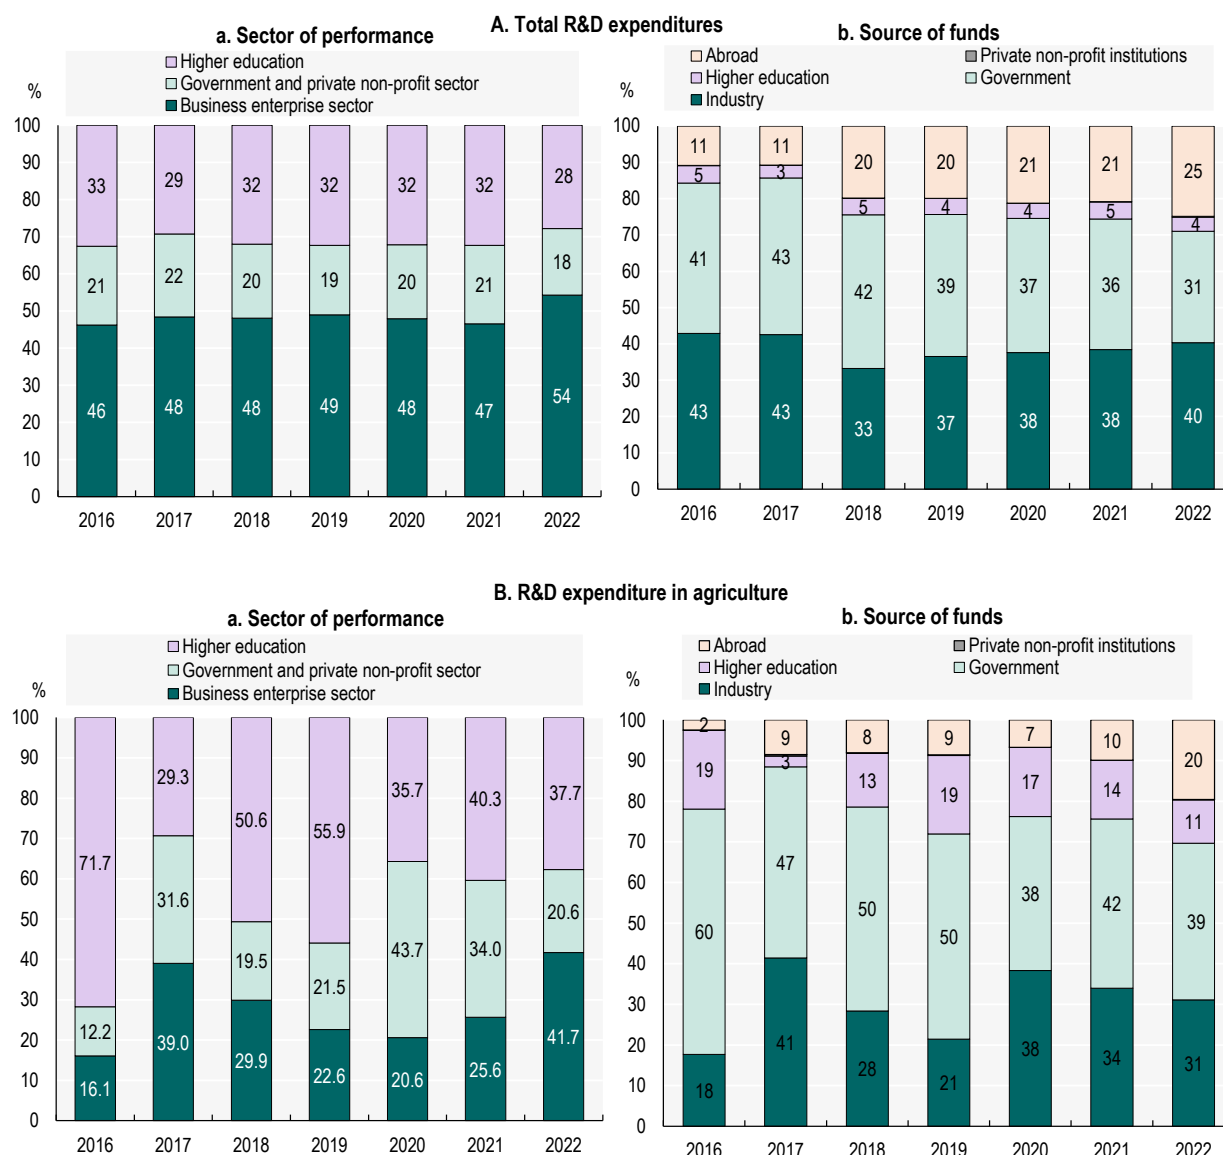 A. Total R&D expenditures
a. Sector of performance
Higher education
Government and private non-profit sector
Business enterprise sector
%
100
90
80
70
60
50
40
30
20
10
0
33 29 32 32 32 32 28
21 22 20 19 20 21 18
46 48 48 49 48 47 54
2016 2017 2018 2019 2020 2021 2022
b. Source of funds
Abroad Private non-profit institutions
Higher education Government
Industry
%
100
90
80
70
60
50
40
30
20
10
0
11 11 20 20 21 21 25
5 3 5 4 4 5 4
41 43 42 39 37 36 31
43 43 33 37 38 38 40
2016 2017 2018 2019 2020 2021 2022
B. R&D expenditure in agriculture
a. Sector of performance
Higher education
Government and private non-profit sector
Business enterprise sector
%
100
90
80
70
60
50
40
30
20
10
0
71.7 29.3 50.6 55.9 35.7 40.3 37.7
12.2 31.6 19.5 21.5 43.7 34.0 20.6
16.1 39.0 29.9 22.6 20.6 25.6 41.7
2016 2017 2018 2019 2020 2021 2022
b. Source of funds
Abroad Private non-profit institutions
Higher education Government
Industry
%
100
90
80
70
60
50
40
30
20
10
0
2 9 8 9 7 10 20
19 3 13 19 17 14 11
60 47 50 50 38 42 39
18 41 28 21 38 34 31
2016 2017 2018 2019 2020 2021 2022